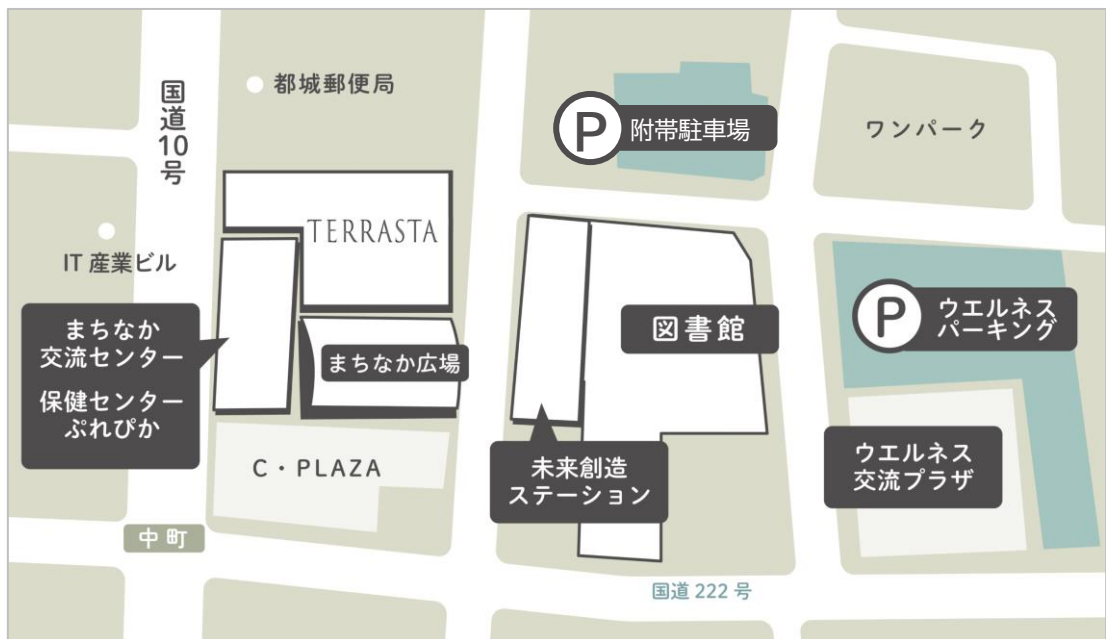 国道10号
都城郵便局
P
附帯駐車場
ワンパーク
TERRASTA
IT 産業ビル
まちなか
交流センター
保健センター
ぷれぴか
まちなか広場
図書館
P
ウエルネス
パーキング
C・PLAZA
未来創造
ステーション
ウエルネス
交流プラザ
中町
国道 222 号